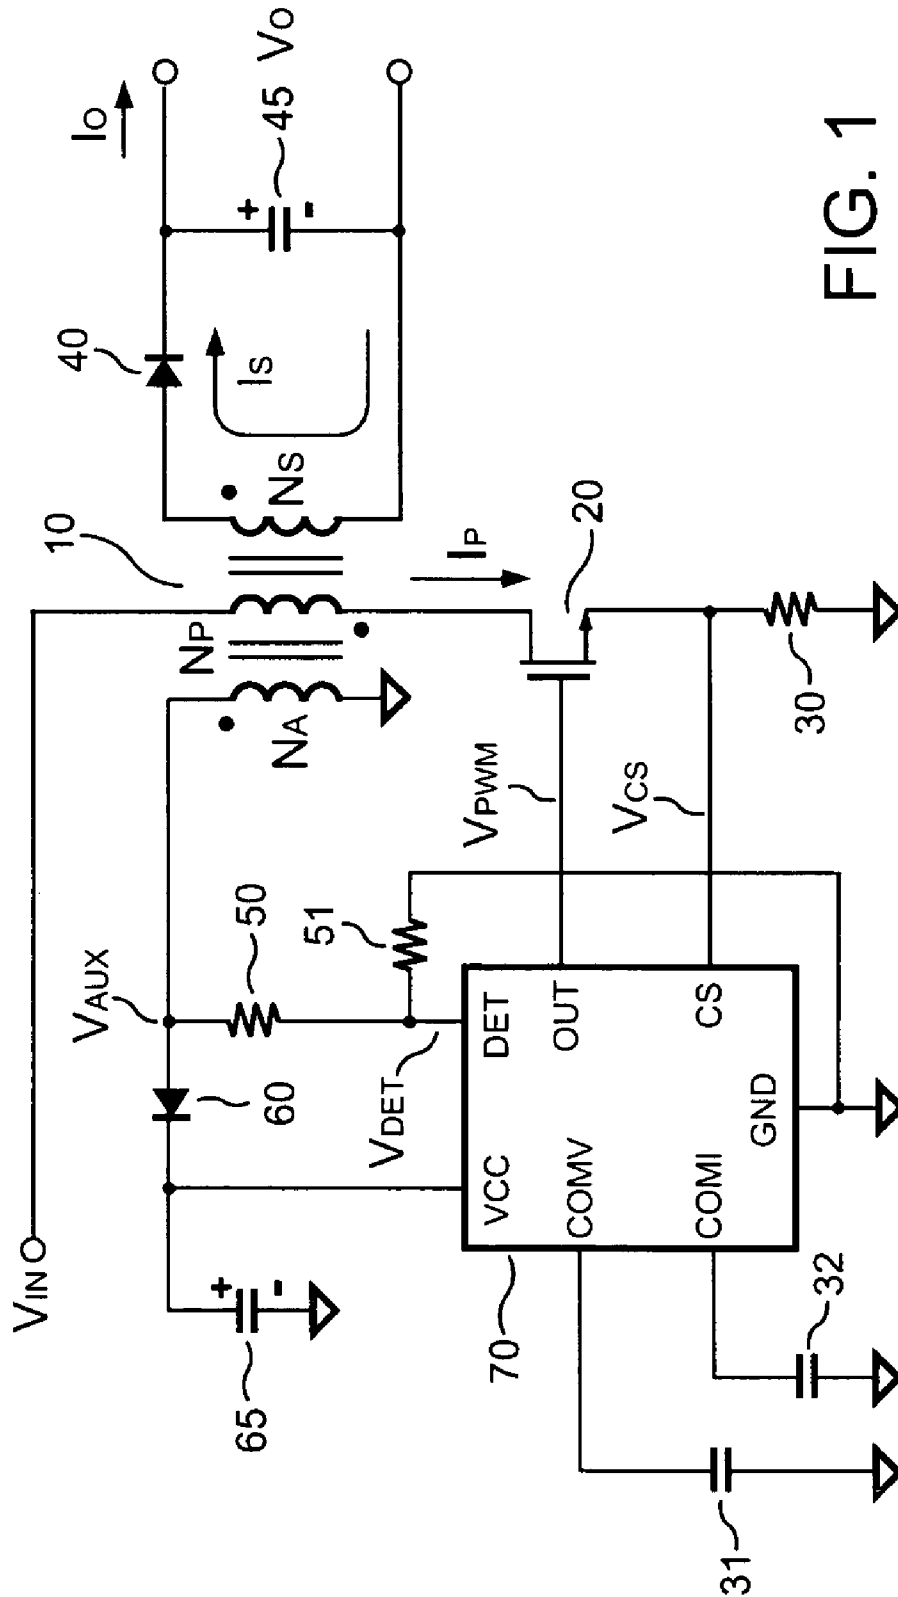 VIN
VAUX
NP
10
40
IO
VO
45
IS
NS
NA
IP
65
60
50
51
VDET
VPWM
20
VCS
30
70
VCC
DET
COMV
OUT
COMI
CS
GND
31
32
FIG. 1
+
-
+
-